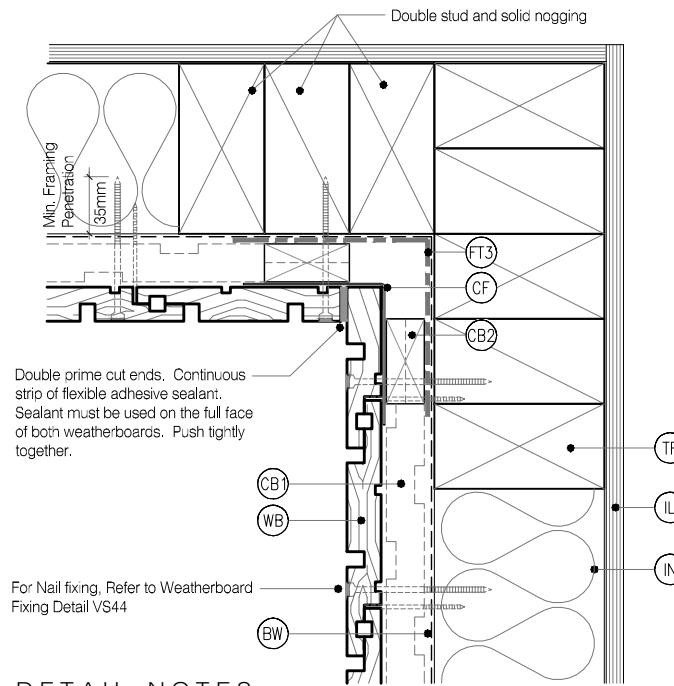 Double stud and solid nogging
Min. Framing
Penetration
35mm
FT3
CF
CB2
Double prime cut ends. Continuous
strip of flexible adhesive sealant.
Sealant must be used on the full face
of both weatherboards. Push tightly
together.
CB1
WB
IN
For Nail fixing, Refer to Weatherboard
Fixing Detail VS44
BW
DETAIL NOTES